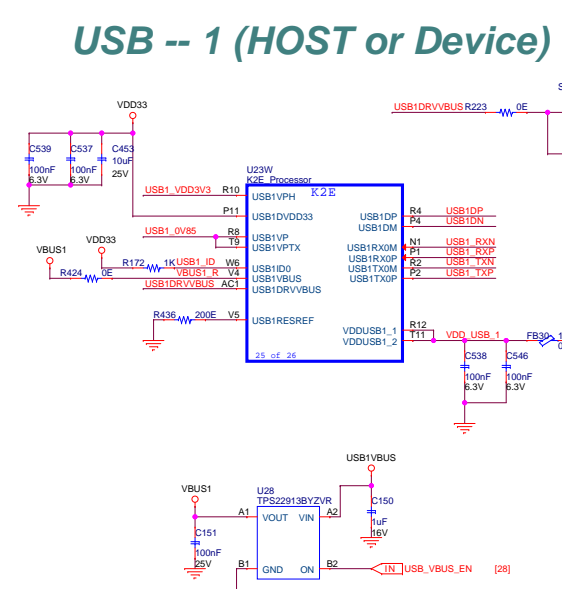 USB -- 1 (HOST or Device)
S
USB1DRVVBUS R223 0E
VDD33
C539 C537 C453
100nF 100nF 10uF
6.3V 6.3V 25V
U23W
K2E_Processor
K2E
USB1_VDD3V3 R10 USB1VPH
P11 USB1DVDD33
USB1_0V85 R8 USB1VP
T9 USB1VPTX
VBUS1 VDD33
R172 1K USB1_ID W6 USB1ID0
R424 0E VBUS1_R V4 USB1VBUS
USB1DRVVBUS AC1 USB1DRVVBUS
R436 200E V5 USB1RESREF
USB1DP R4 USB1DP
USB1DM P4 USB1DN
USB1RX0M N1 USB1_RXN
USB1RX0P P1 USB1_RXP
USB1TX0M R2 USB1_TXN
USB1TX0P P2 USB1_TXP
VDDUSB1_1 R12
VDDUSB1_2 T11 VDD_USB_1 FB30 1
0
25 of 26
C538 C546
100nF 100nF
6.3V 6.3V
USB1VBUS
VBUS1
U28
TPS22913BYZVR
A1 VOUT VIN A2
C150
1uF
16V
C151
100nF
25V
B1 GND ON B2 IN USB_VBUS_EN [28]